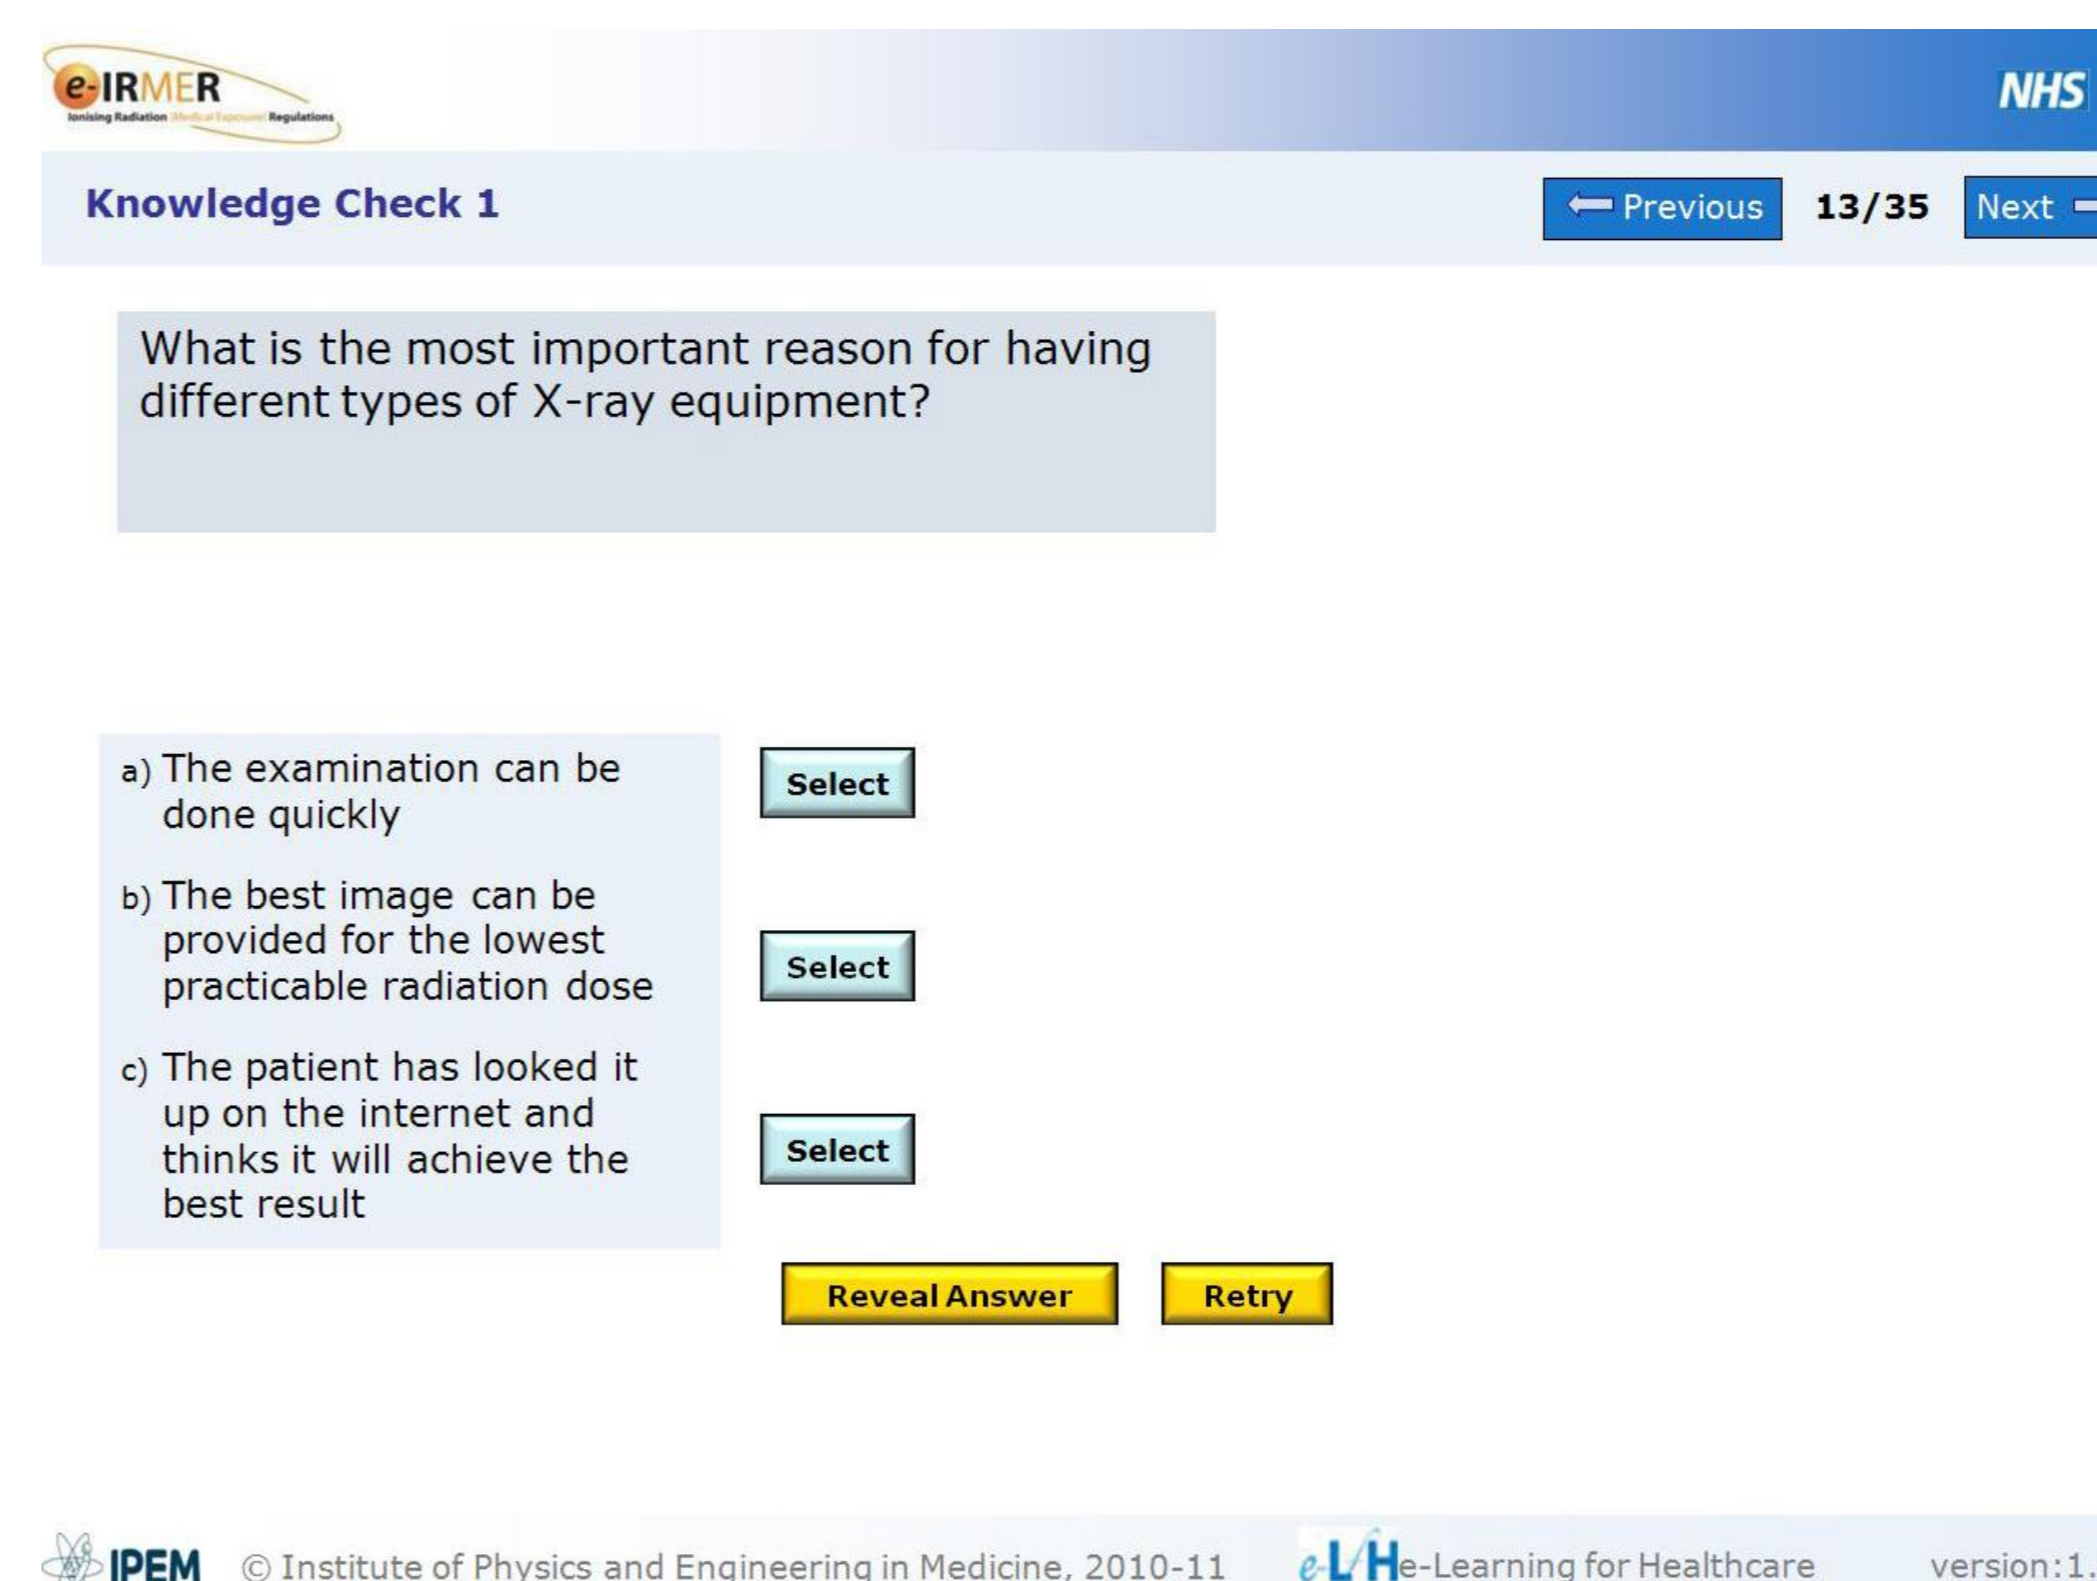 e-IRMER
Ionising Radiation (Medical Exposure) Regulations
NHS
Knowledge Check 1
Previous 13/35 Next
What is the most important reason for having
different types of X-ray equipment?
a) The examination can be
done quickly
Select
b) The best image can be
provided for the lowest
practicable radiation dose
Select
c) The patient has looked it
up on the internet and
thinks it will achieve the
best result
Select
Reveal Answer Retry
IPEM © Institute of Physics and Engineering in Medicine, 2010-11 e-LfH e-Learning for Healthcare version:1.